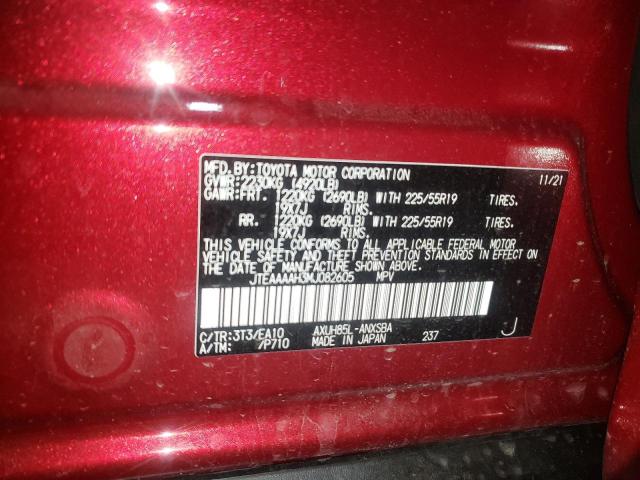 MFD. BY: TOYOTA MOTOR CORPORATION 11/21
GVWR: 2230KG (4920LB)
GAWR: FRT. 1220KG (2690LB) WITH 225/55R19 TIRES.
19X7J RIMS.
RR. 1220KG (2690LB) WITH 225/55R19 TIRES.
19X7J RIMS.
THIS VEHICLE CONFORMS TO ALL APPLICABLE FEDERAL MOTOR
VEHICLE SAFETY AND THEFT PREVENTION STANDARDS IN EFFECT
ON THE DATE OF MANUFACTURE SHOWN ABOVE.
JTEAAAAH3MJ082605 MPV
C/TR: 3T3/EA10 AXUH85L-ANXSBA
A/TM: /P710 MADE IN JAPAN 237 J